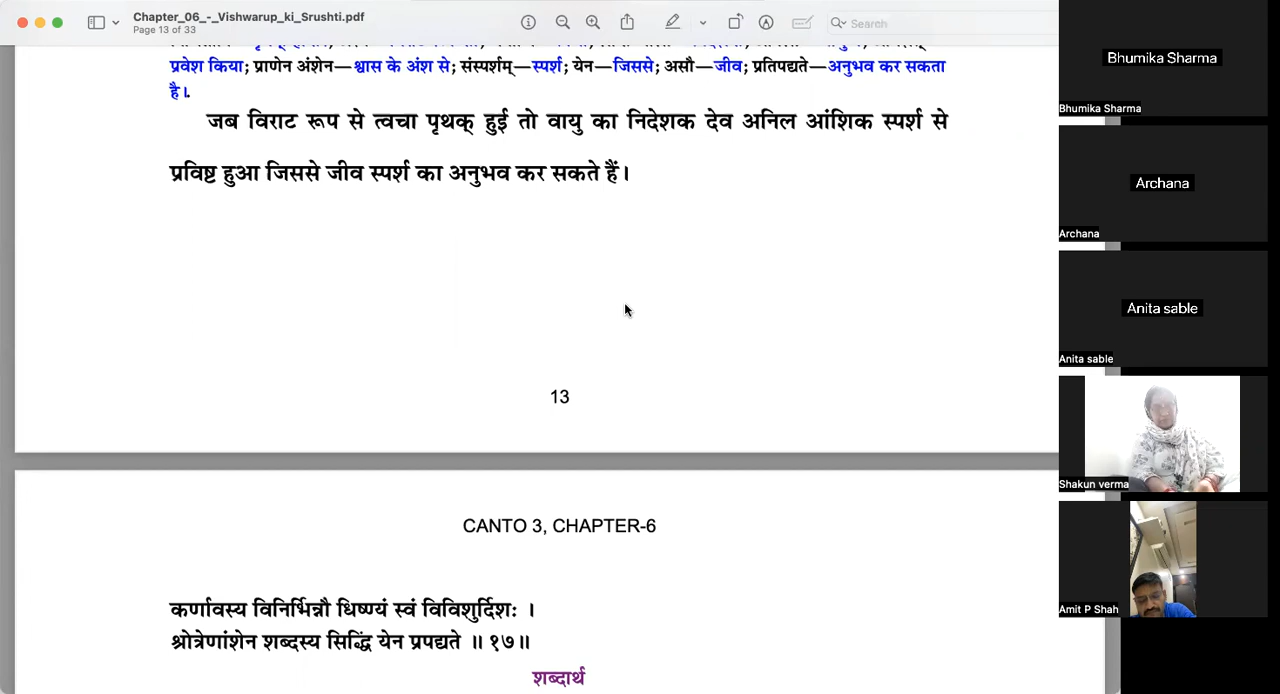 Chapter_06_-_Vishwarup_ki_Srushti.pdf
Page 13 of 33
Search
प्रवेश किया; प्राणेन अंशेन—श्वास के अंश से; संस्पर्शम्—स्पर्श; येन—जिससे; असौ—जीव; प्रतिपद्यते—अनुभव कर सकता
है।.
जब विराट रूप से त्वचा पृथक् हुई तो वायु का निदेशक देव अनिल आंशिक स्पर्श से
प्रविष्ट हुआ जिससे जीव स्पर्श का अनुभव कर सकते हैं।
13
CANTO 3, CHAPTER-6
कर्णावस्य विनिर्भिन्नौ धिष्ण्यं स्वं विविशुर्दिशः ।
श्रोत्रेणांशेन शब्दस्य सिद्धिं येन प्रपद्यते ॥ १७॥
शब्दार्थ
Bhumika Sharma
Bhumika Sharma
Archana
Archana
Anita sable
Anita sable
Shakun verma
Amit P Shah